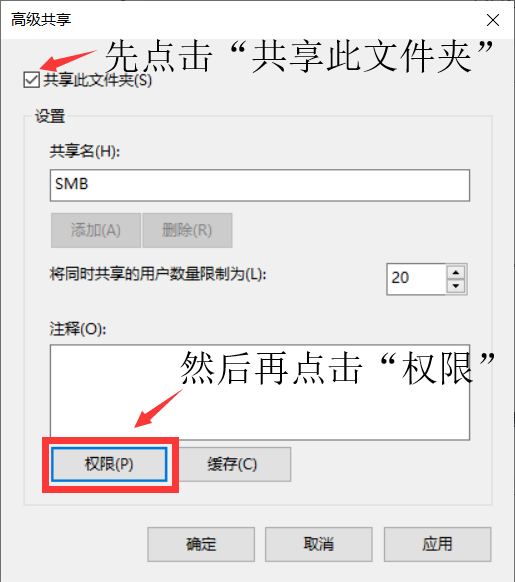 高级共享
先点击“共享此文件夹”
共享此文件夹(S)
设置
共享名(H):
SMB
添加(A) 删除(R)
将同时共享的用户数量限制为(L): 20
注释(O):
然后再点击“权限”
权限(P) 缓存(C)
确定 取消 应用